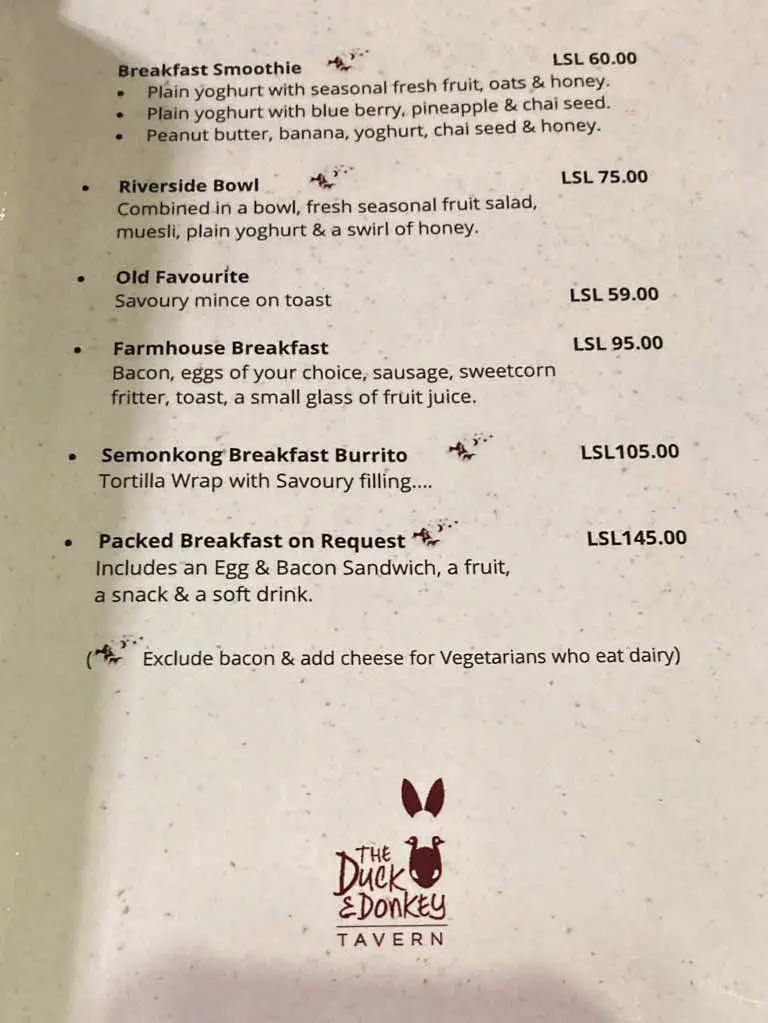 Breakfast Smoothie LSL 60.00
• Plain yoghurt with seasonal fresh fruit, oats & honey.
• Plain yoghurt with blue berry, pineapple & chai seed.
• Peanut butter, banana, yoghurt, chai seed & honey.
• Riverside Bowl LSL 75.00
Combined in a bowl, fresh seasonal fruit salad,
muesli, plain yoghurt & a swirl of honey.
• Old Favourite
Savoury mince on toast LSL 59.00
• Farmhouse Breakfast LSL 95.00
Bacon, eggs of your choice, sausage, sweetcorn
fritter, toast, a small glass of fruit juice.
• Semonkong Breakfast Burrito LSL105.00
Tortilla Wrap with Savoury filling....
• Packed Breakfast on Request LSL145.00
Includes an Egg & Bacon Sandwich, a fruit,
a snack & a soft drink.
( Exclude bacon & add cheese for Vegetarians who eat dairy)
THE
DUCK
& DONKEY
TAVERN